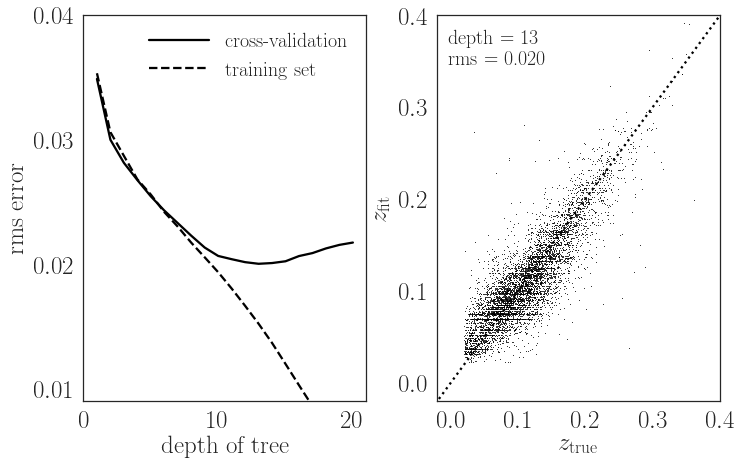 0.04
0.03
0.02
0.01
rms error
cross-validation
training set
0
10
20
depth of tree
0.4
0.3
0.2
0.1
0.0
z_fit
depth = 13
rms = 0.020
0.0
0.1
0.2
0.3
0.4
z_true